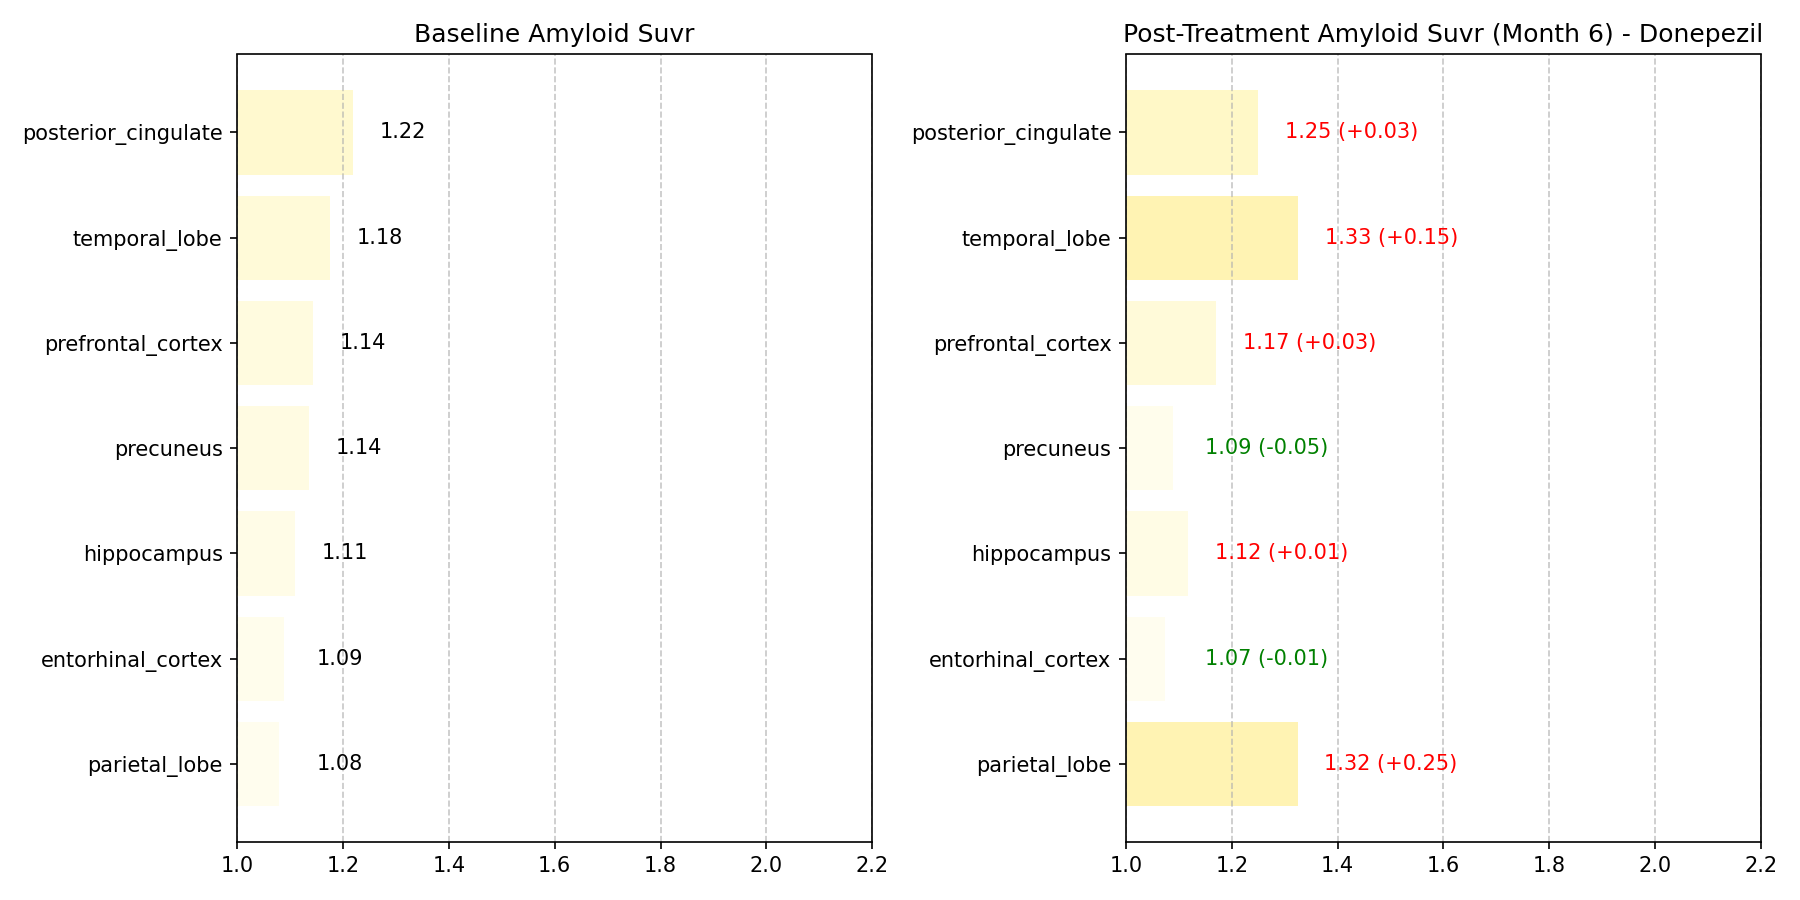 Baseline Amyloid Suvr
posterior_cingulate 1.22
temporal_lobe 1.18
prefrontal_cortex 1.14
precuneus 1.14
hippocampus 1.11
entorhinal_cortex 1.09
parietal_lobe 1.08
1.0 1.2 1.4 1.6 1.8 2.0 2.2
Post-Treatment Amyloid Suvr (Month 6) - Donepezil
posterior_cingulate 1.25 (+0.03)
temporal_lobe 1.33 (+0.15)
prefrontal_cortex 1.17 (+0.03)
precuneus 1.09 (-0.05)
hippocampus 1.12 (+0.01)
entorhinal_cortex 1.07 (-0.01)
parietal_lobe 1.32 (+0.25)
1.0 1.2 1.4 1.6 1.8 2.0 2.2